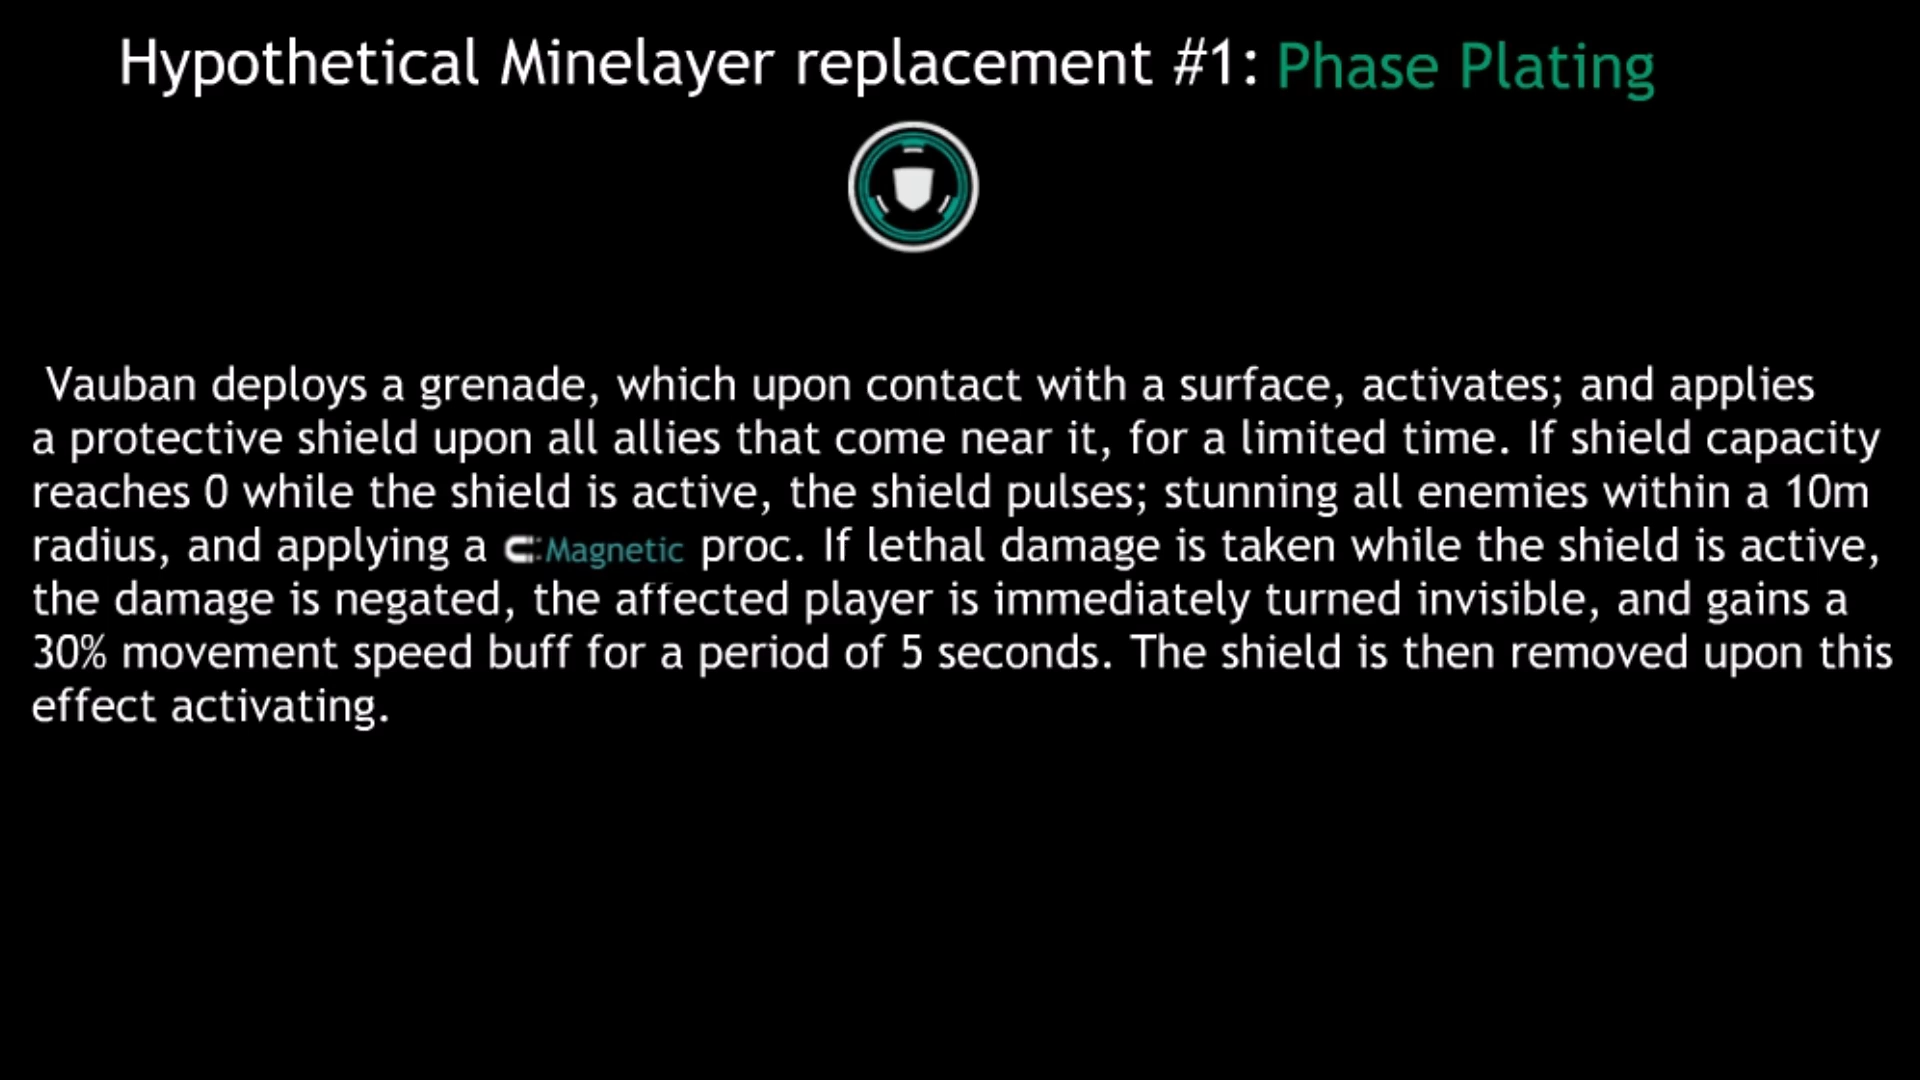 Hypothetical Minelayer replacement #1: Phase Plating
Vauban deploys a grenade, which upon contact with a surface, activates; and applies
a protective shield upon all allies that come near it, for a limited time. If shield capacity
reaches 0 while the shield is active, the shield pulses; stunning all enemies within a 10m
radius, and applying a Magnetic proc. If lethal damage is taken while the shield is active,
the damage is negated, the affected player is immediately turned invisible, and gains a
30% movement speed buff for a period of 5 seconds. The shield is then removed upon this
effect activating.